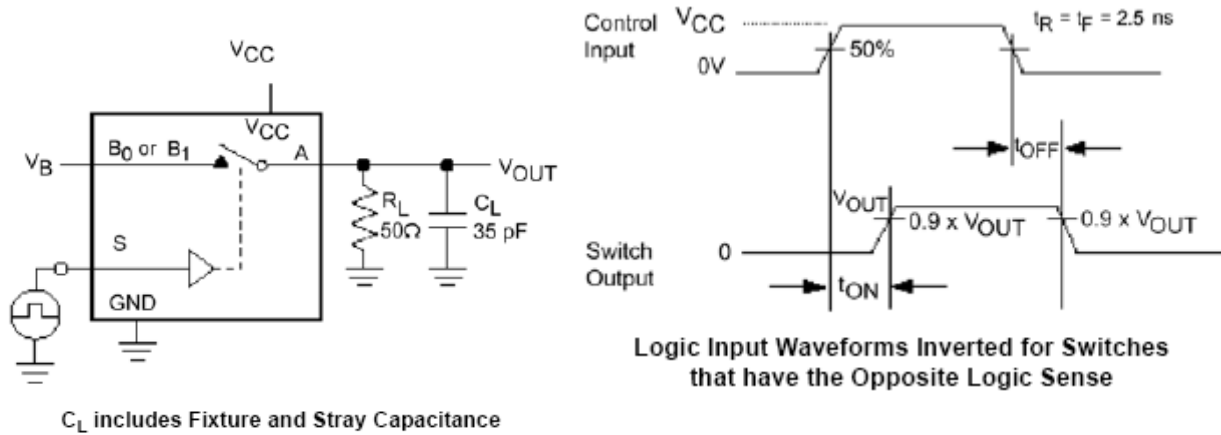 VCC
VCC
VB
B0 or B1
A
VOUT
RL
50Ω
CL
35 pF
S
GND
CL includes Fixture and Stray Capacitance
Control
Input
VCC
0V
50%
tR = tF = 2.5 ns
tOFF
VOUT
0.9 x VOUT
0.9 x VOUT
Switch
Output
0
tON
Logic Input Waveforms Inverted for Switches
that have the Opposite Logic Sense